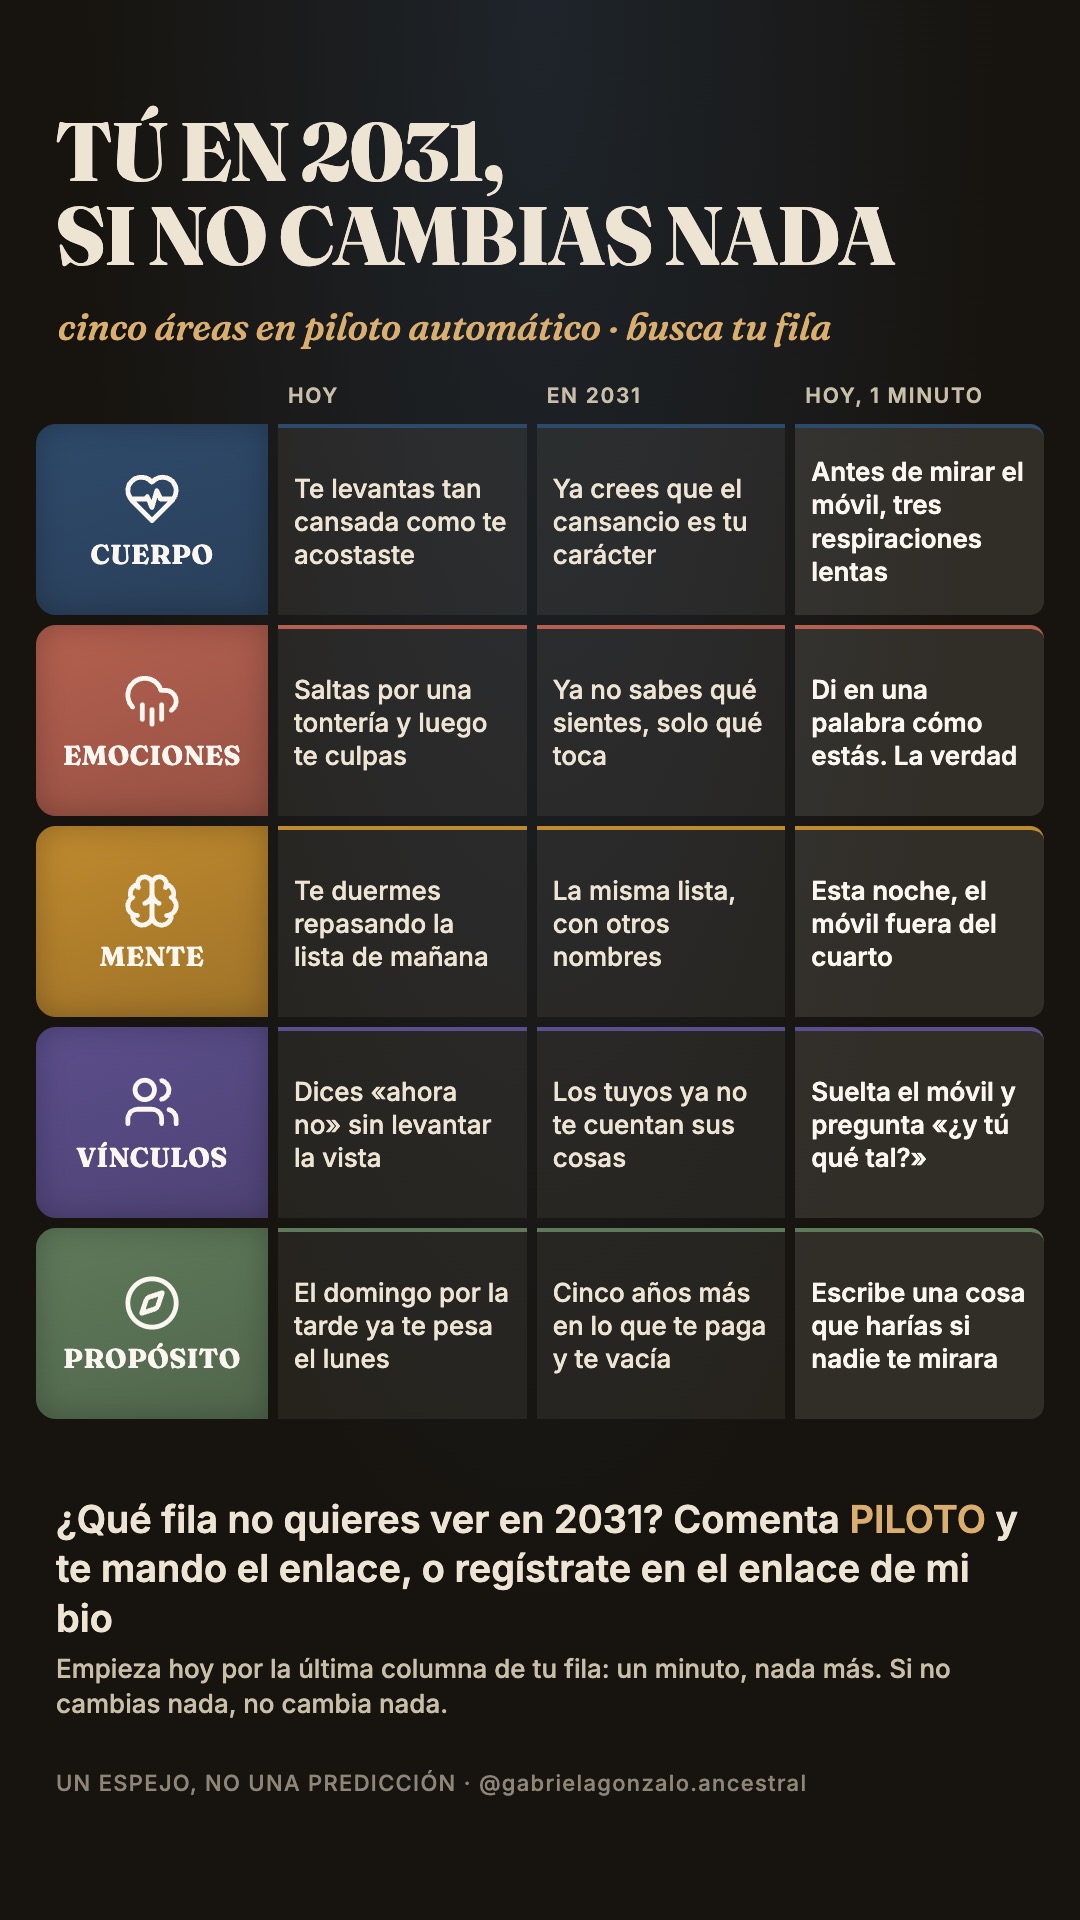 TÚ EN 2031,
SI NO CAMBIAS NADA
cinco áreas en piloto automático · busca tu fila
HOY
EN 2031
HOY, 1 MINUTO
CUERPO
Te levantas tan
cansada como te
acostaste
Ya crees que el
cansancio es tu
carácter
Antes de mirar el
móvil, tres
respiraciones
lentas
EMOCIONES
Saltas por una
tontería y luego
te culpas
Ya no sabes qué
sientes, solo qué
toca
Di en una
palabra cómo
estás. La verdad
MENTE
Te duermes
repasando la
lista de mañana
La misma lista,
con otros
nombres
Esta noche, el
móvil fuera del
cuarto
VÍNCULOS
Dices «ahora
no» sin levantar
la vista
Los tuyos ya no
te cuentan sus
cosas
Suelta el móvil y
pregunta «¿y tú
qué tal?»
PROPÓSITO
El domingo por la
tarde ya te pesa
el lunes
Cinco años más
en lo que te paga
y te vacía
Escribe una cosa
que harías si
nadie te mirara
¿Qué fila no quieres ver en 2031? Comenta PILOTO y
te mando el enlace, o regístrate en el enlace de mi
bio
Empieza hoy por la última columna de tu fila: un minuto, nada más. Si no
cambias nada, no cambia nada.
UN ESPEJO, NO UNA PREDICCIÓN · @gabrielagonzalo.ancestral